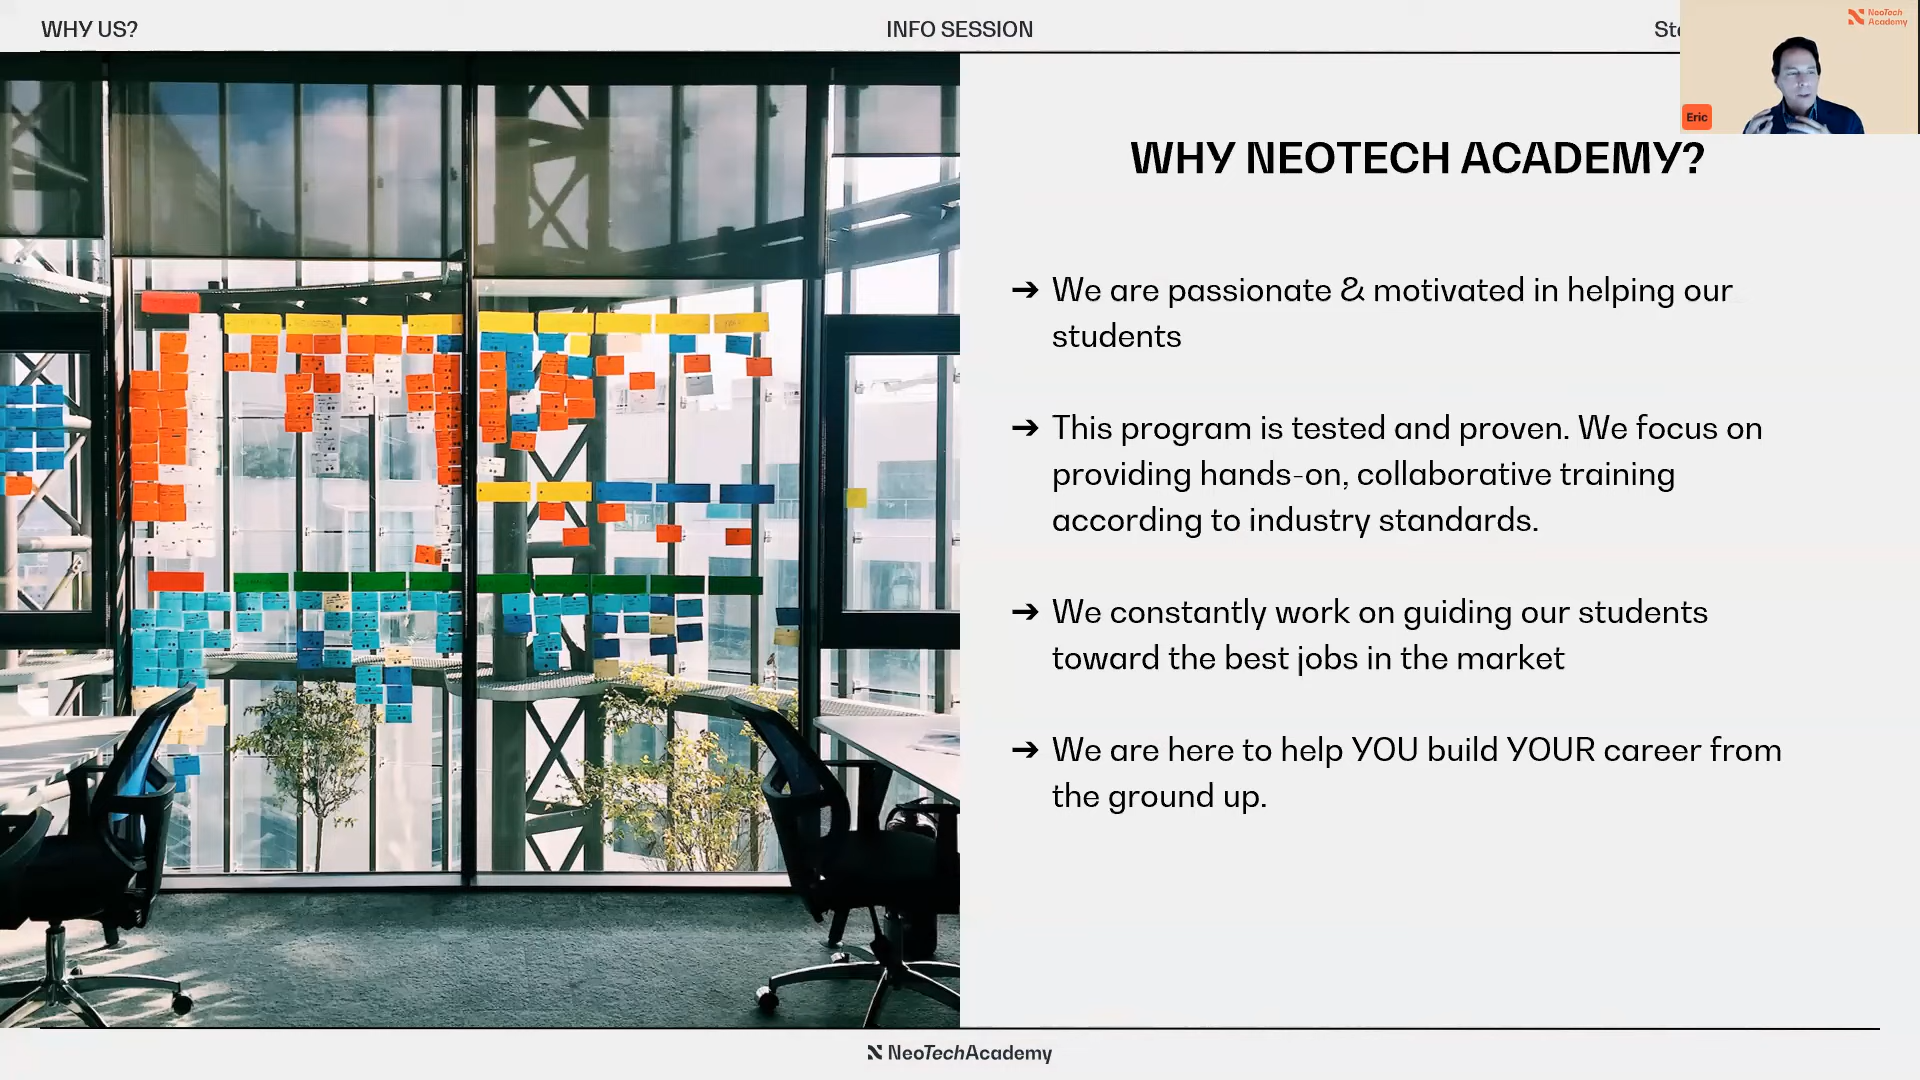 WHY US?
INFO SESSION
NeoTech
Academy
Eric
WHY NEOTECH ACADEMY?
➔ We are passionate & motivated in helping our
students
➔ This program is tested and proven. We focus on
providing hands-on, collaborative training
according to industry standards.
➔ We constantly work on guiding our students
toward the best jobs in the market
➔ We are here to help YOU build YOUR career from
the ground up.
NeoTechAcademy